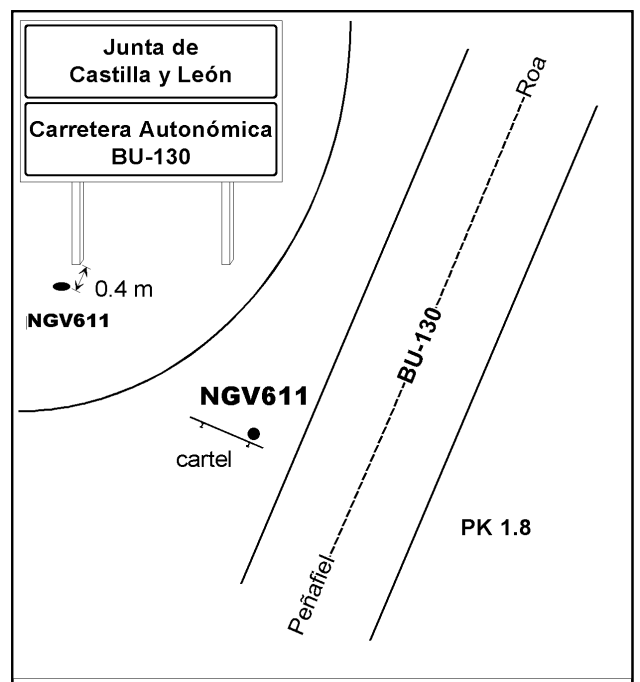 Junta de
Castilla y León
Carretera Autonómica
BU-130
0.4 m
NGV611
Roa
BU-130
NGV611
cartel
PK 1.8
Peñafiel